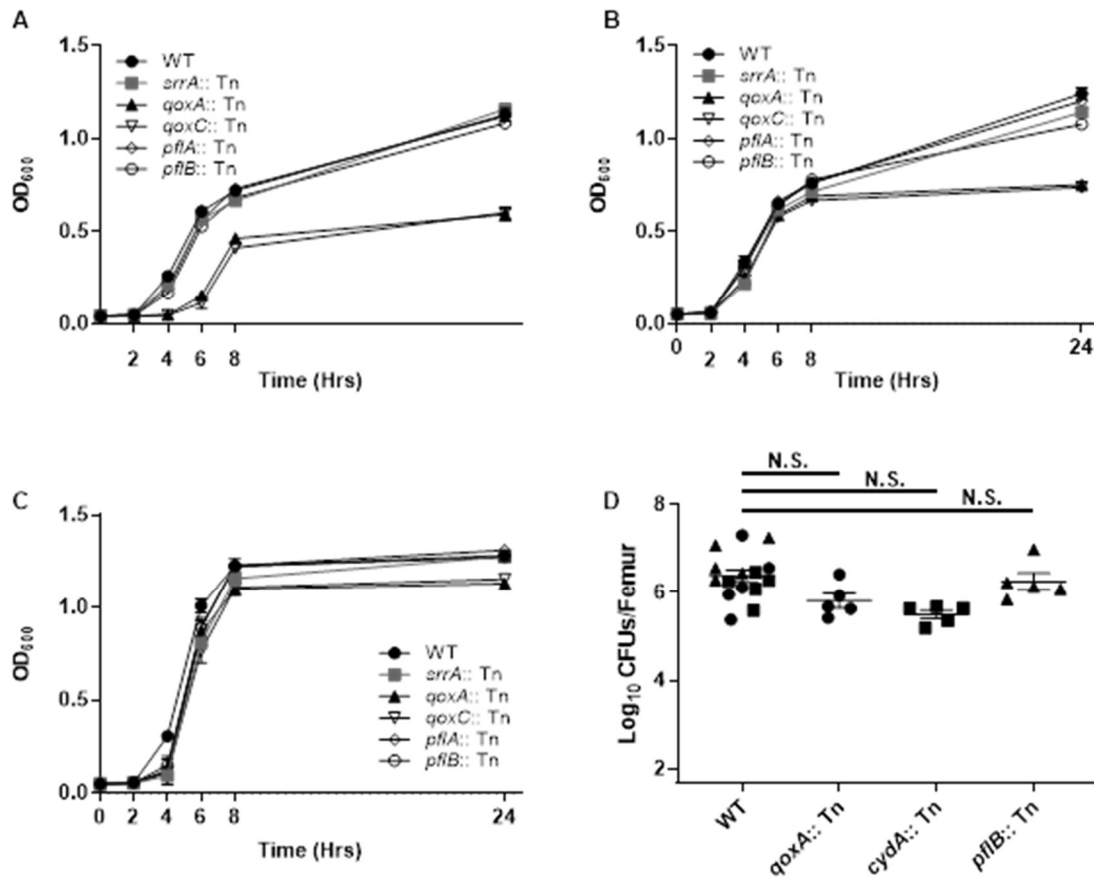 A
1.5
1.0
0.5
0.0
OD600
WT
srrA:: Tn
qoxA:: Tn
qoxC:: Tn
pflA:: Tn
pflB:: Tn
2 4 6 8
Time (Hrs)
B
1.5
1.0
0.5
0.0
OD600
WT
srrA:: Tn
qoxA:: Tn
qoxC:: Tn
pflA:: Tn
pflB:: Tn
0 2 4 6 8 24
Time (Hrs)
C
1.5
1.0
0.5
0.0
OD600
WT
srrA:: Tn
qoxA:: Tn
qoxC:: Tn
pflA:: Tn
pflB:: Tn
0 2 4 6 8 24
Time (Hrs)
D
N.S.
N.S.
N.S.
8
6
4
2
Log10 CFUs/Femur
WT
qoxA:: Tn
cydA:: Tn
pflB:: Tn